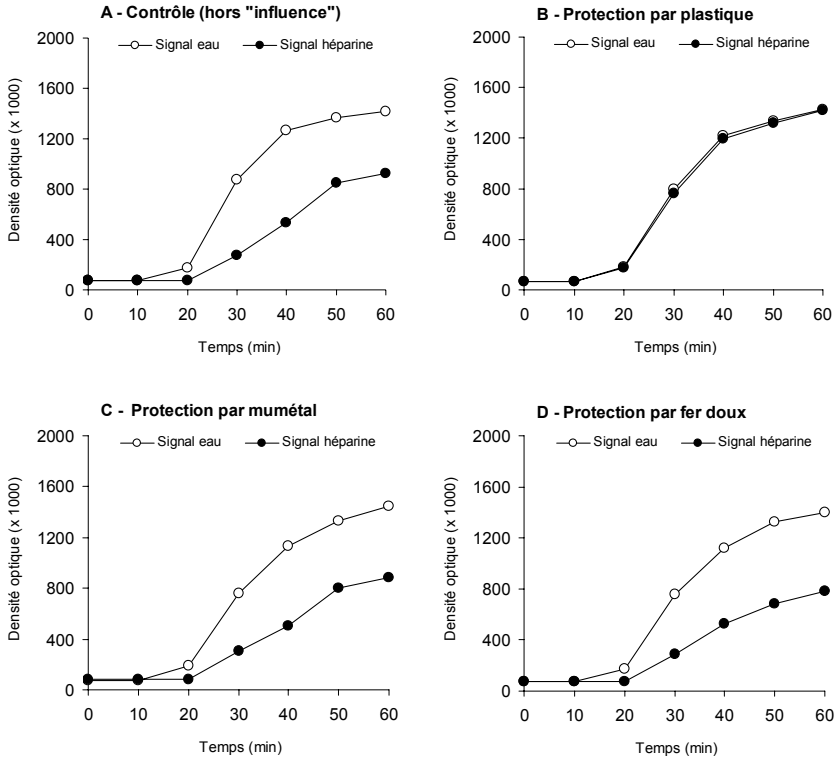 A - Contrôle (hors "influence")
Signal eau
Signal héparine
Densité optique (x 1000)
2000
1600
1200
800
400
0
0 10 20 30 40 50 60
Temps (min)
B - Protection par plastique
Signal eau
Signal héparine
Densité optique (x 1000)
2000
1600
1200
800
400
0
0 10 20 30 40 50 60
Temps (min)
C - Protection par mumétal
Signal eau
Signal héparine
Densité optique (x 1000)
2000
1600
1200
800
400
0
0 10 20 30 40 50 60
Temps (min)
D - Protection par fer doux
Signal eau
Signal héparine
Densité optique (x 1000)
2000
1600
1200
800
400
0
0 10 20 30 40 50 60
Temps (min)